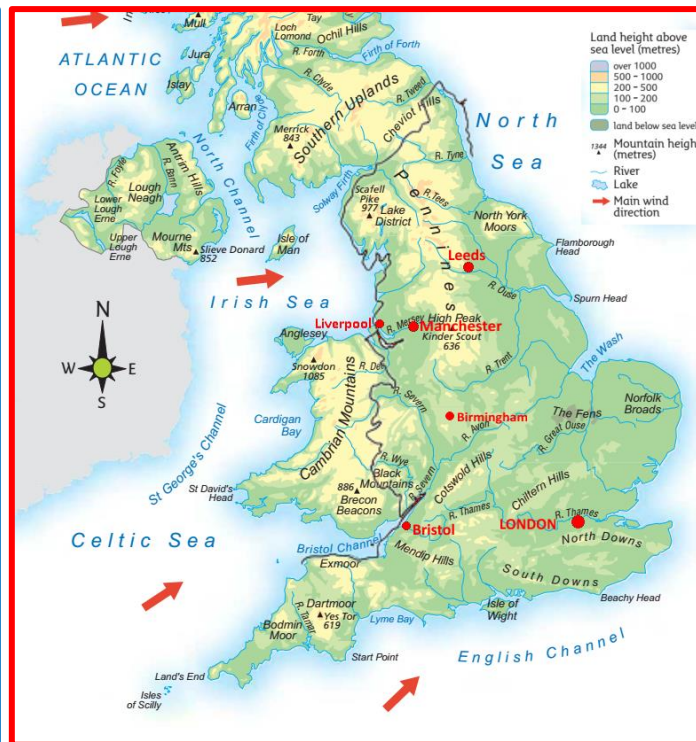 Mull
Jura
ATLANTIC
OCEAN
Islay
Arran
Loch
Lomond
Tay
Ochil Hills
R. Forth
Firth of Forth
R. Clyde
Firth of Clyde
Southern Uplands
R. Tweed
Cheviot Hills
Merrick
843
North
Sea
North Channel
R. Foyle
Antrim Hills
R. Bann
Lough
Neagh
Lower
Lough
Erne
Upper
Lough
Erne
Mourne
Mts
Slieve Donard
852
Isle of
Man
Solway Firth
Scafell
Pike
977
Lake
District
R. Tyne
R. Tees
Pennines
North York
Moors
Flamborough
Head
Leeds
R. Ouse
Spurn Head
Irish Sea
Liverpool
R. Mersey
High Peak
Manchester
Kinder Scout
636
Anglesey
Snowdon
1085
R. Dee
R. Trent
The Wash
Cambrian Mountains
Cardigan
Bay
R. Severn
Birmingham
R. Avon
The Fens
R. Great Ouse
Norfolk
Broads
St George's Channel
St David's
Head
R. Wye
Black
Mountains
886
Brecon
Beacons
R. Severn
Cotswold Hills
Chiltern Hills
R. Thames
R. Thames
LONDON
North Downs
Celtic Sea
Bristol Channel
Bristol
Mendip Hills
South Downs
Beachy Head
Exmoor
Dartmoor
Yes Tor
619
R. Tamar
Bodmin
Moor
Lyme Bay
Isle of
Wight
Start Point
English Channel
Land's End
Isles
of Scilly
N
W
E
S
Land height above
sea level (metres)
over 1000
500 - 1000
200 - 500
100 - 200
0 - 100
land below sea level
1344 Mountain height
(metres)
River
Lake
Main wind
direction